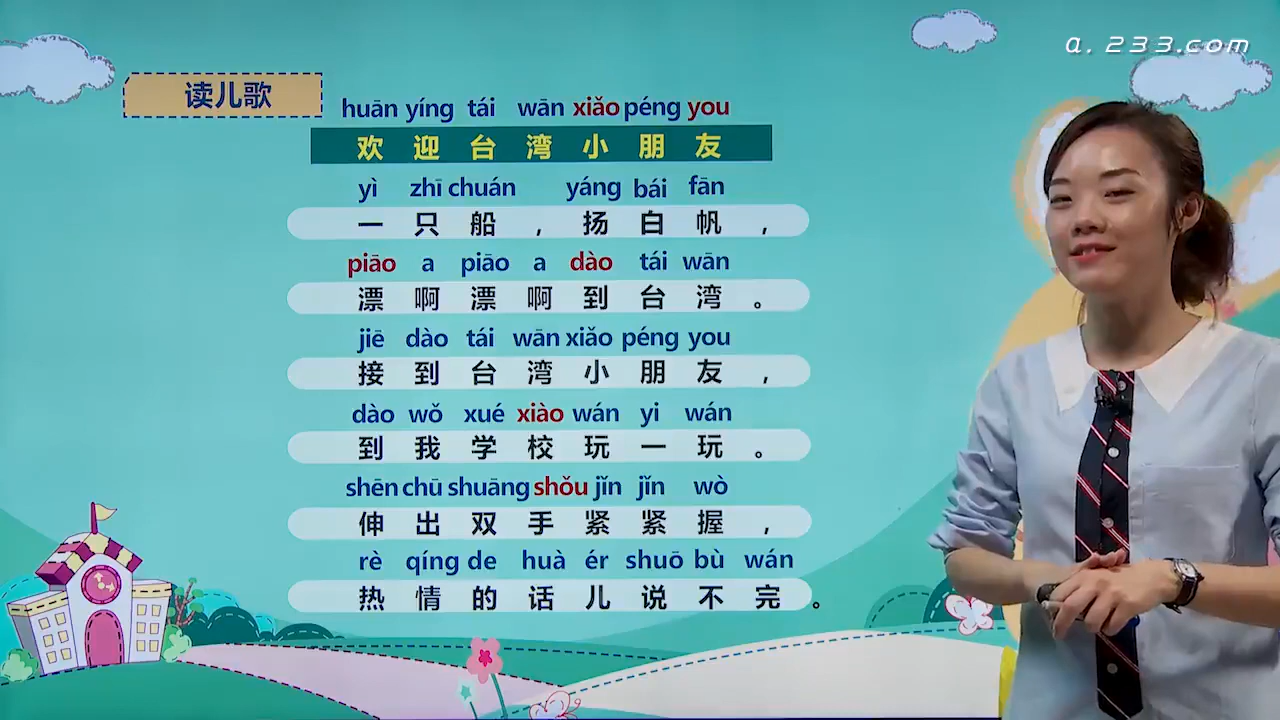 a.233.com
读儿歌
huān yíng tái wān xiǎo péng you
欢迎台湾小朋友
yì zhī chuán yáng bái fān
一只船，扬白帆，
piāo a piāo a dào tái wān
漂啊漂啊到台湾。
jiē dào tái wān xiǎo péng you
接到台湾小朋友，
dào wǒ xué xiào wán yi wán
到我学校玩一玩。
shēn chū shuāng shǒu jǐn jǐn wò
伸出双手紧紧握，
rè qíng de huà ér shuō bù wán
热情的话儿说不完。